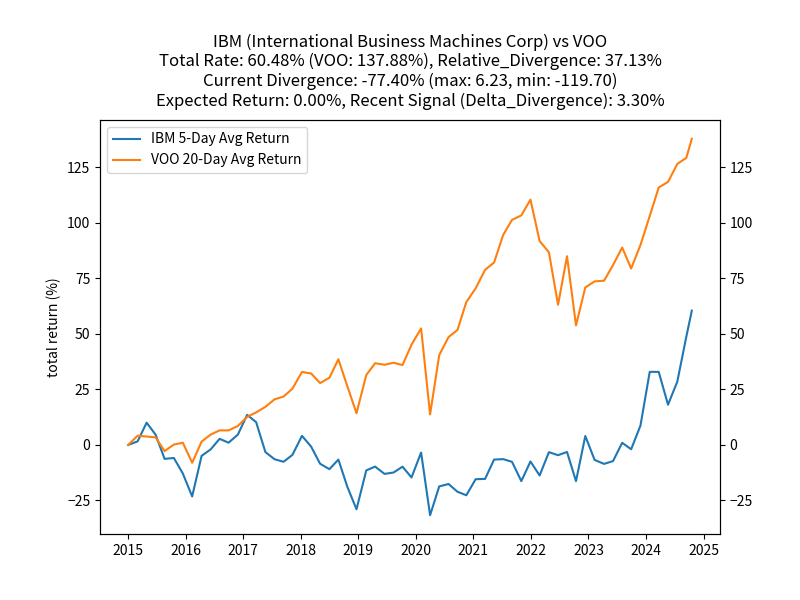 IBM (International Business Machines Corp) vs VOO
Total Rate: 60.48% (VOO: 137.88%), Relative_Divergence: 37.13%
Current Divergence: -77.40% (max: 6.23, min: -119.70)
Expected Return: 0.00%, Recent Signal (Delta_Divergence): 3.30%
IBM 5-Day Avg Return
VOO 20-Day Avg Return
total return (%)
125 125
100 100
75 75
50 50
25 25
0 0
−25 −25
2015 2016 2017 2018 2019 2020 2021 2022 2023 2024 2025